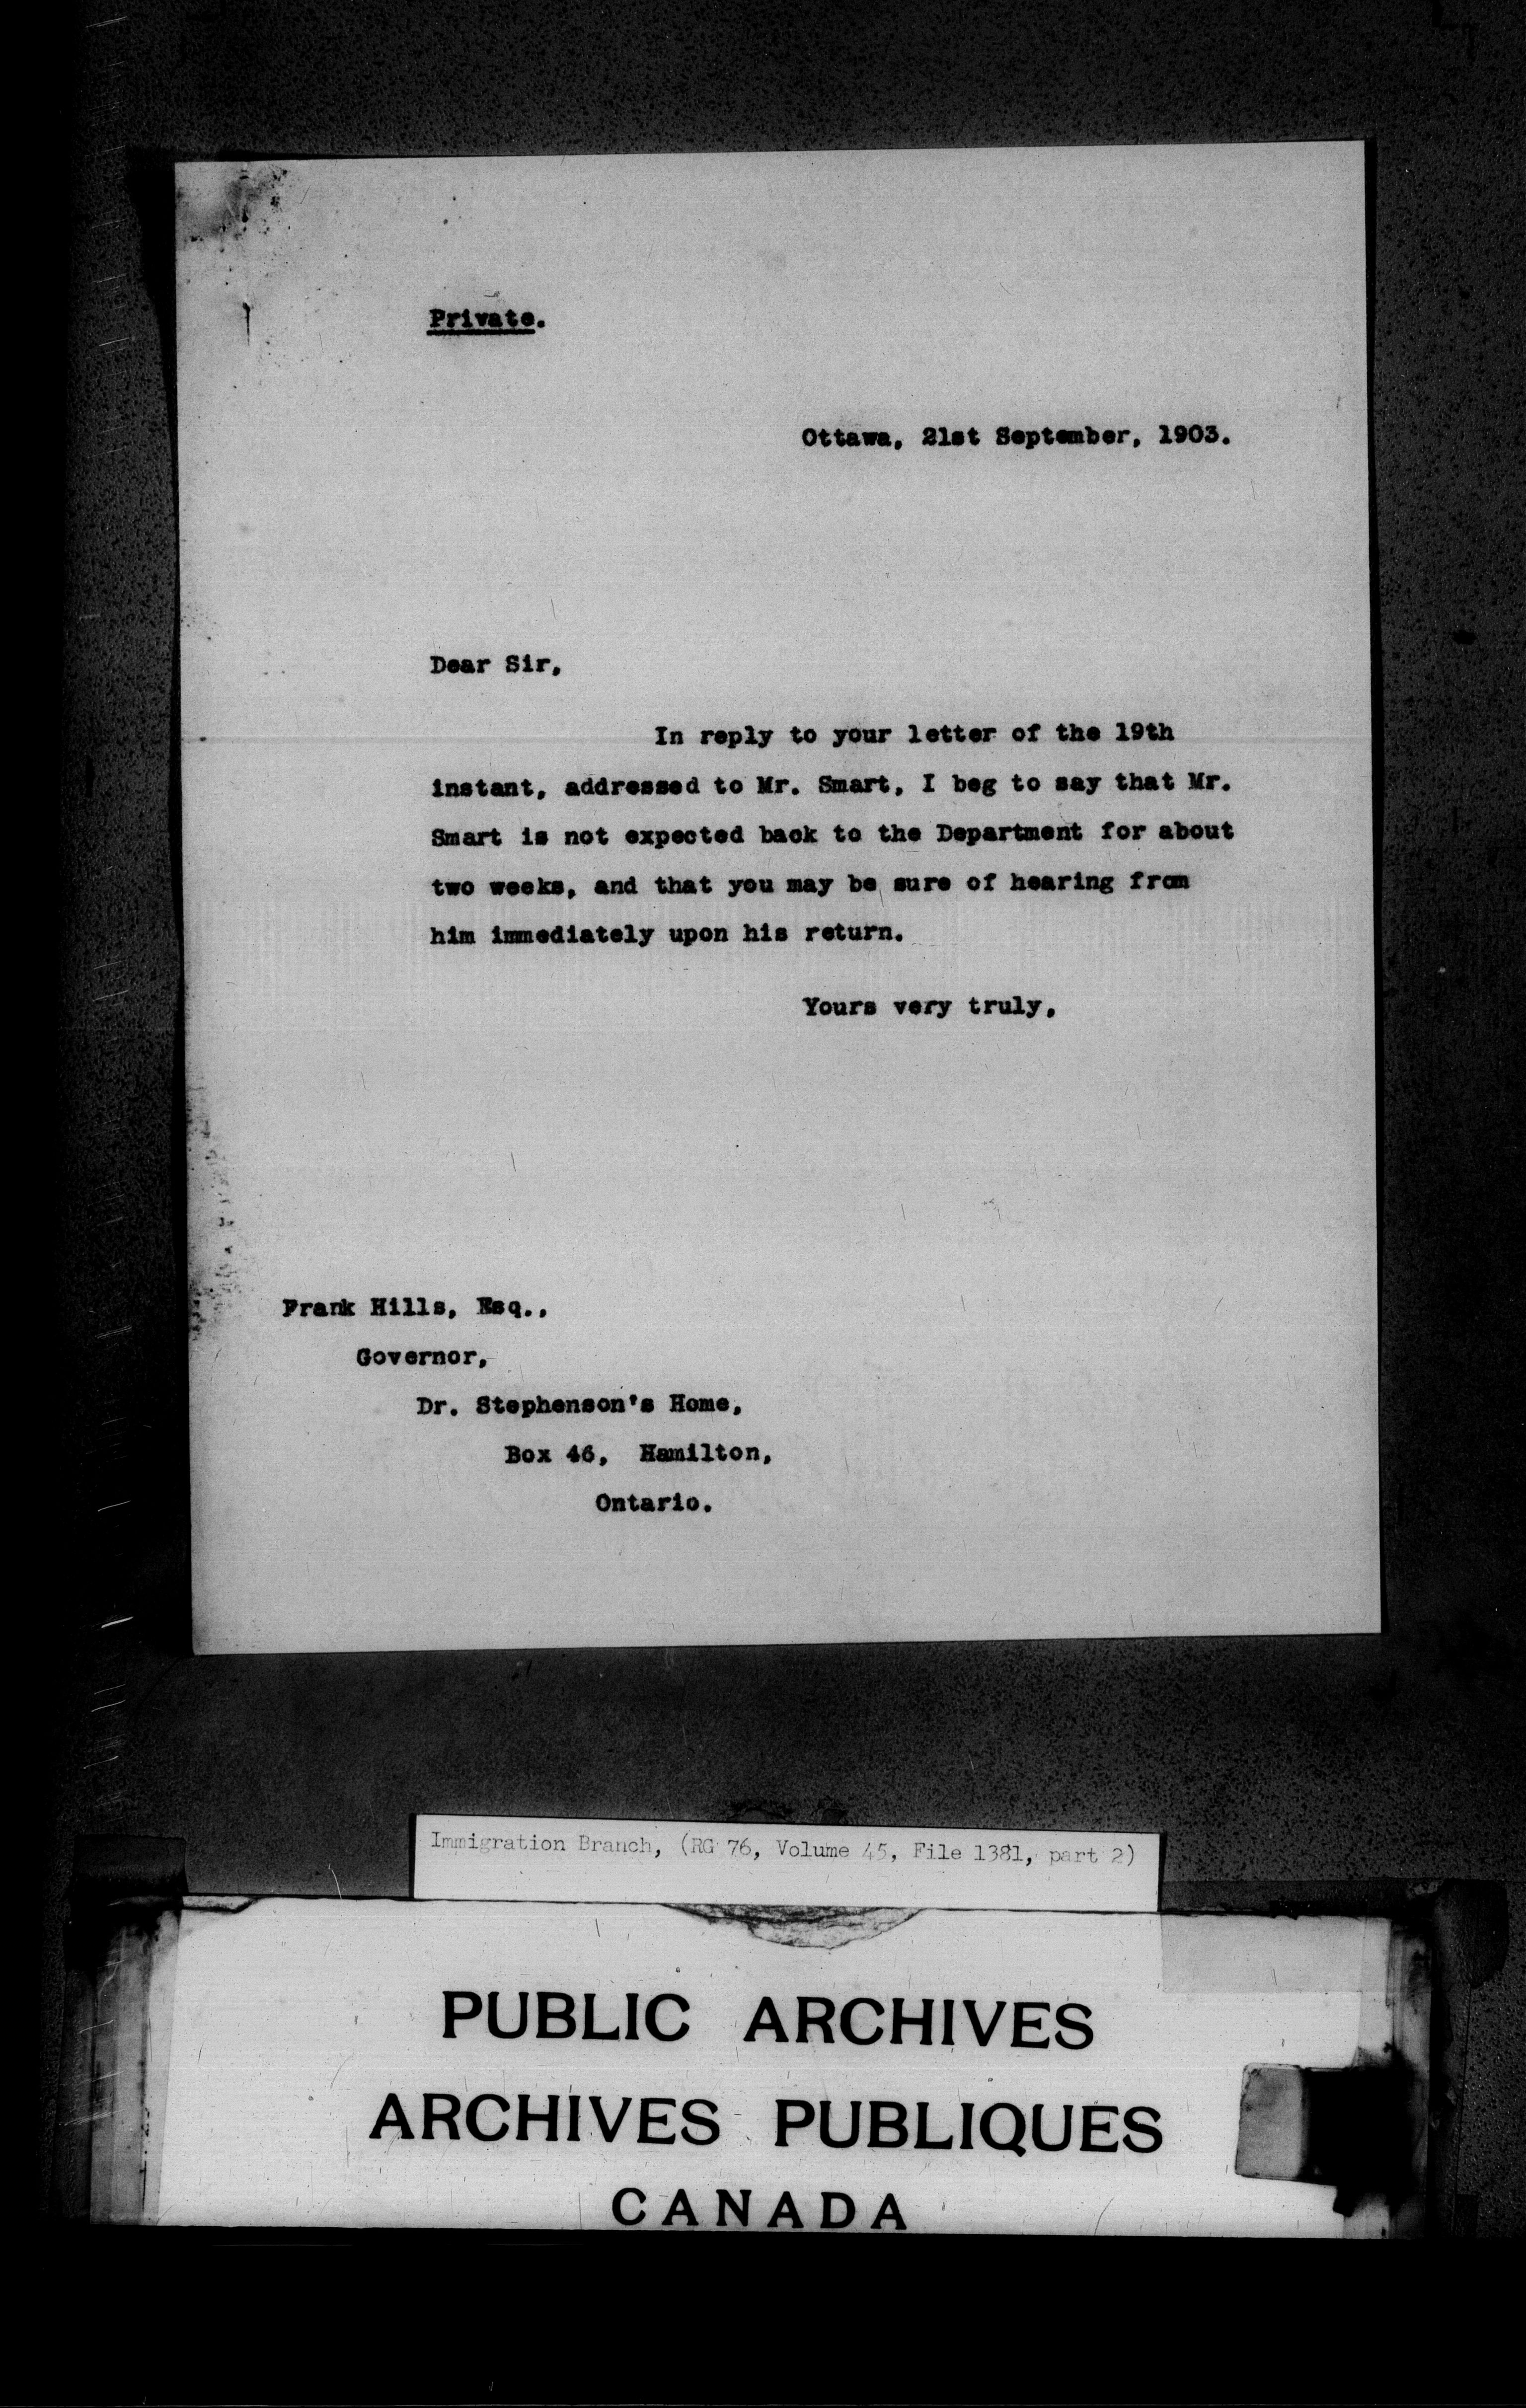 Private.
Ottawa, 21st September, 1903.
Dear Sir,
In reply to your letter of the 19th
instant, addressed to Mr. Smart, I beg to say that Mr.
Smart is not expected back to the Department for about
two weeks, and that you may be sure of hearing from
him immediately upon his return.
Yours very truly,
Frank Hills, Esq.,
Governor,
Dr. Stephenson's Home,
Box 46, Hamilton,
Ontario.
Immigration Branch, (RG 76, Volume 45, File 1381, part 2)
PUBLIC ARCHIVES
ARCHIVES PUBLIQUES
CANADA